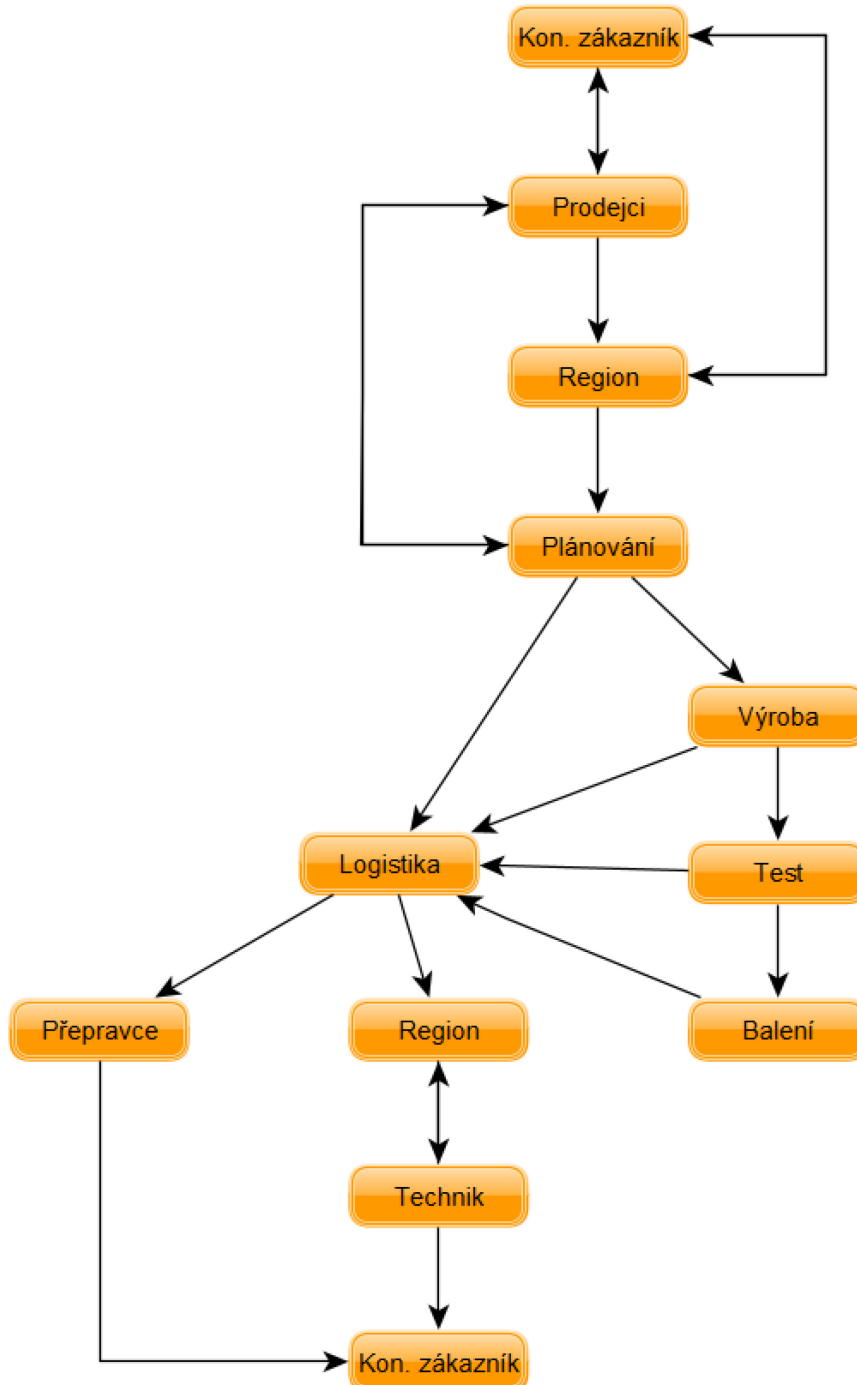 Kon. zákazník
Prodejci
Region
Plánování
Výroba
Logistika
Test
Přepravce
Region
Balení
Technik
Kon. zákazník